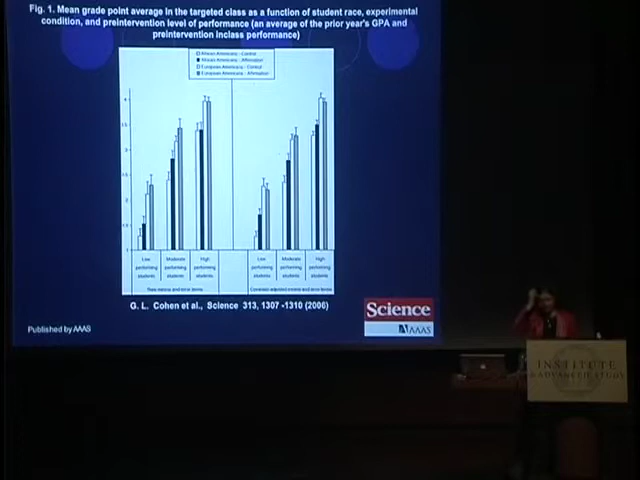 Fig. 1. Mean grade point average in the targeted class as a function of student race, experimental
condition, and preintervention level of performance (an average of the prior year's GPA and
preintervention inclass performance)
African Americans - Control
African Americans - Affirmation
European Americans - Control
European Americans - Affirmation
Low performing students
Moderate performing students
High performing students
Low performing students
Moderate performing students
High performing students
G. L. Cohen et al., Science 313, 1307 -1310 (2006)
Science
AAAS
Published by AAAS
INSTITUTE
ADVANCED STUDY